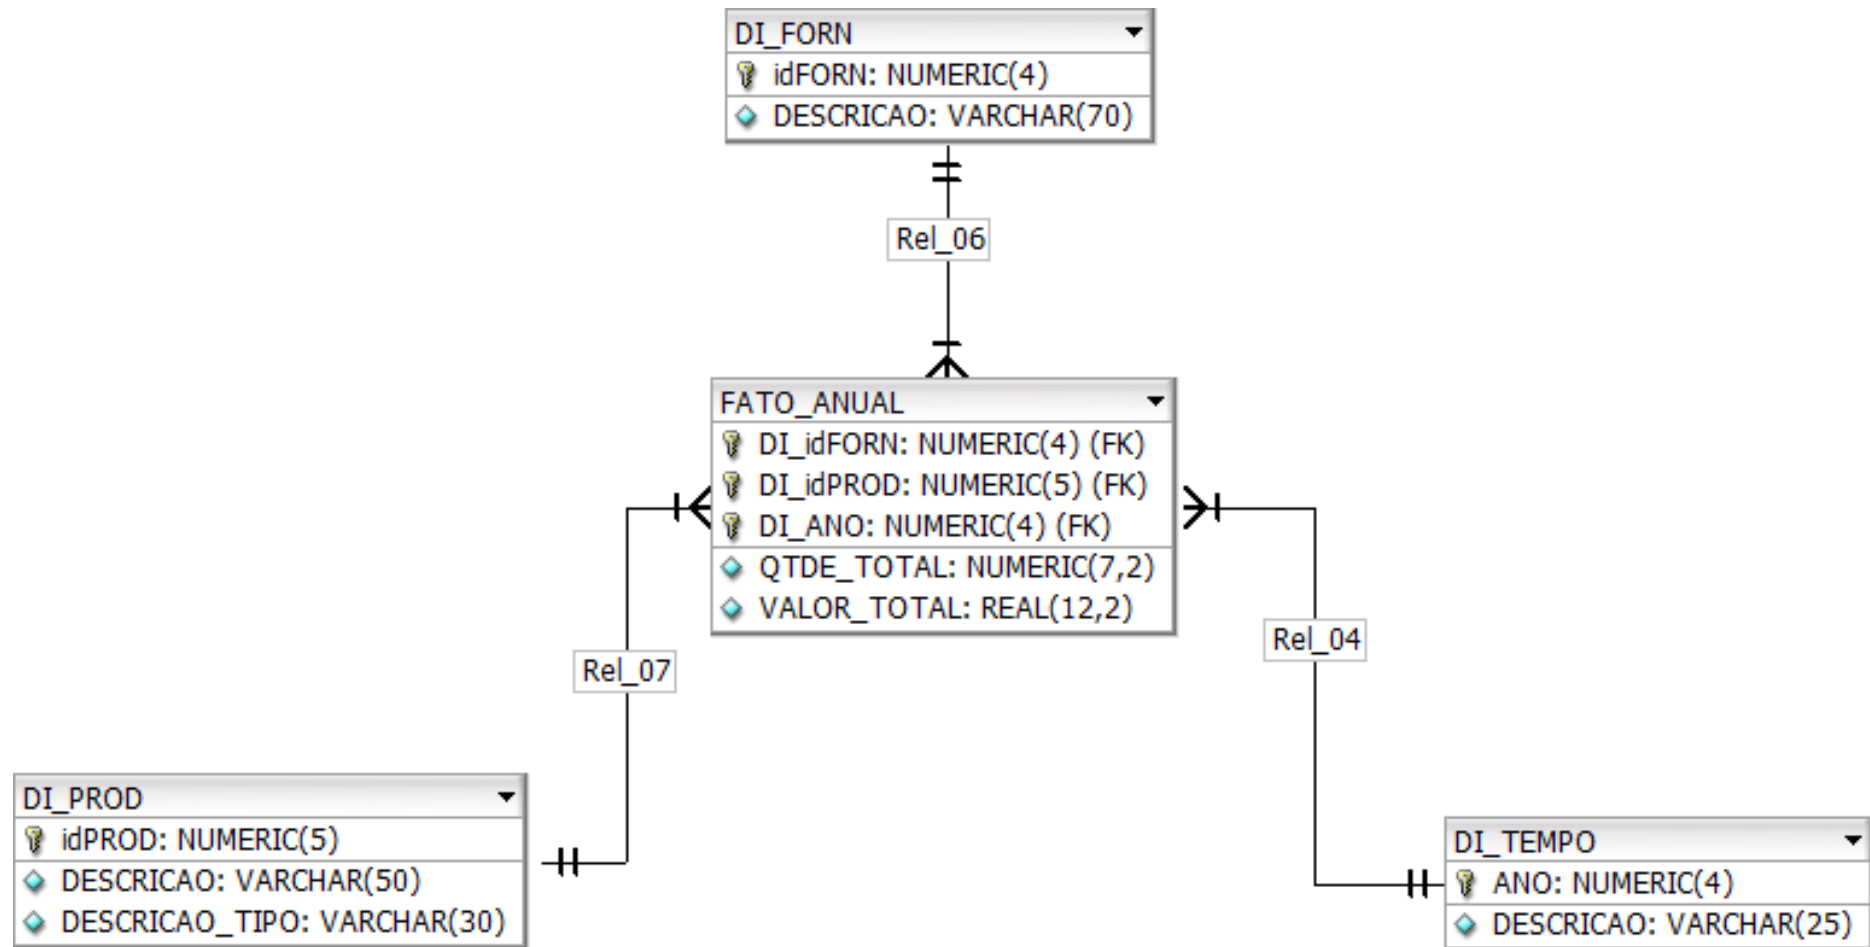 DI_FORN
idFORN: NUMERIC(4)
DESCRICAO: VARCHAR(70)
Rel_06
FATO_ANUAL
DI_idFORN: NUMERIC(4) (FK)
DI_idPROD: NUMERIC(5) (FK)
DI_ANO: NUMERIC(4) (FK)
QTDE_TOTAL: NUMERIC(7,2)
VALOR_TOTAL: REAL(12,2)
Rel_07
Rel_04
DI_PROD
idPROD: NUMERIC(5)
DESCRICAO: VARCHAR(50)
DESCRICAO_TIPO: VARCHAR(30)
DI_TEMPO
ANO: NUMERIC(4)
DESCRICAO: VARCHAR(25)